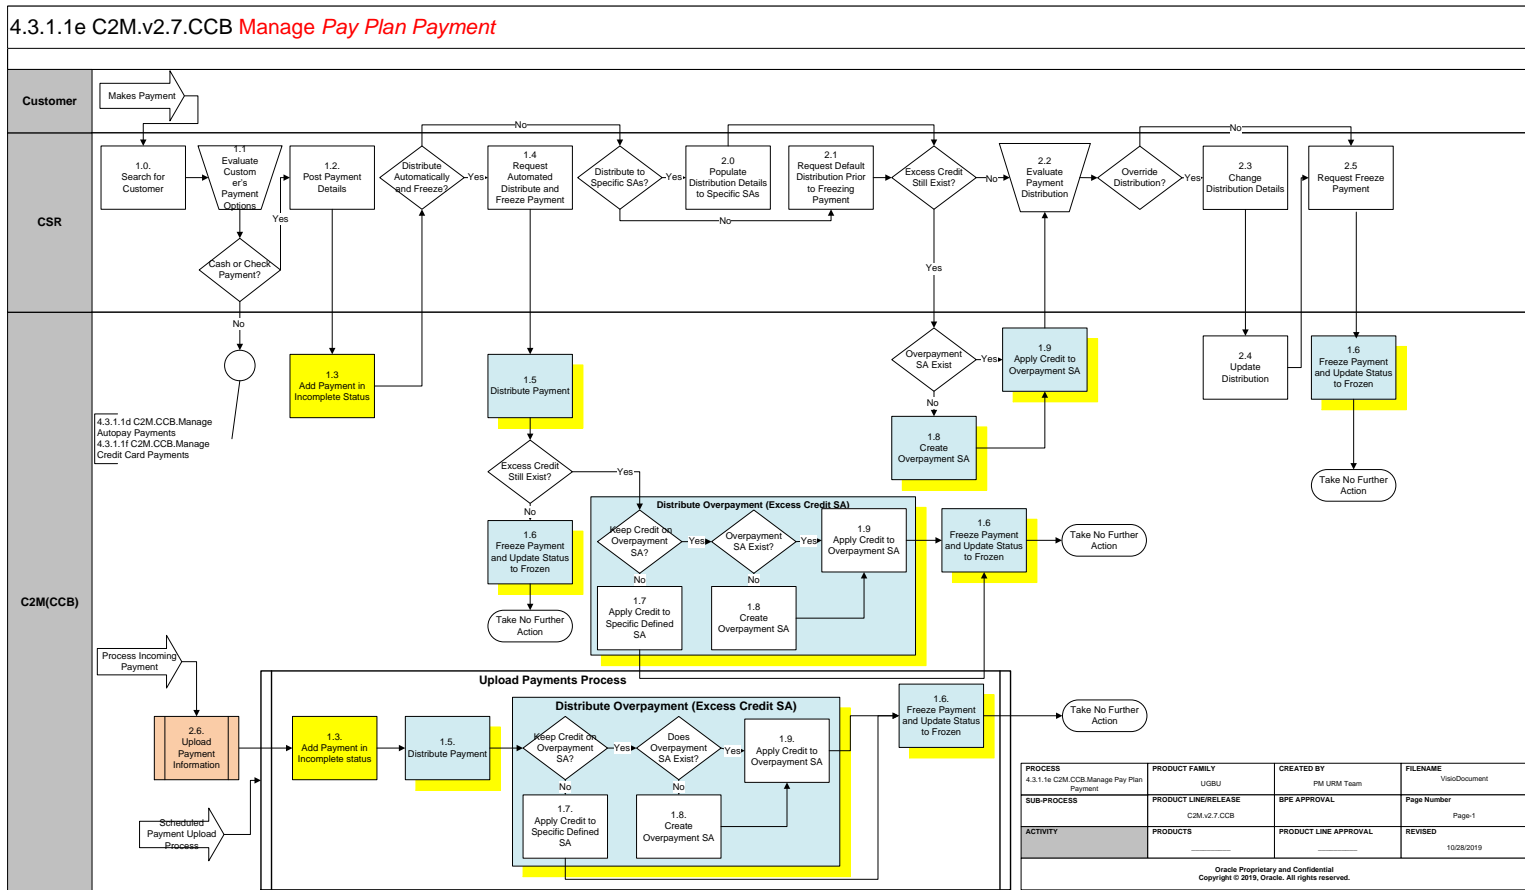 4.3.1.1e C2M.v2.7.CCB Manage Pay Plan Payment
Customer
Makes Payment
CSR
1.0.
Search for
Customer
1.1
Evaluate
Custom
er's
Payment
Options
Yes
Cash or Check
Payment?
No
1.2.
Post Payment
Details
Distribute
Automatically
and Freeze?
No
Yes
1.4
Request
Automated
Distribute and
Freeze Payment
Distribute to
Specific SAs?
Yes
No
2.0
Populate
Distribution Details
to Specific SAs
2.1
Request Default
Distribution Prior
to Freezing
Payment
Excess Credit
Still Exist?
No
Yes
2.2
Evaluate
Payment
Distribution
Override
Distribution?
No
Yes
2.3
Change
Distribution Details
2.5
Request Freeze
Payment
C2M(CCB)
4.3.1.1d C2M.CCB.Manage
Autopay Payments
4.3.1.1f C2M.CCB.Manage
Credit Card Payments
1.3
Add Payment in
Incomplete Status
1.5
Distribute Payment
Excess Credit
Still Exist?
Yes
No
1.6
Freeze Payment
and Update Status
to Frozen
Take No Further
Action
Overpayment
SA Exist
Yes
No
1.9
Apply Credit to
Overpayment SA
1.8
Create
Overpayment SA
2.4
Update
Distribution
1.6
Freeze Payment
and Update Status
to Frozen
Take No Further
Action
Distribute Overpayment (Excess Credit SA)
Keep Credit on
Overpayment
SA?
Yes
No
Overpayment
SA Exist?
Yes
No
1.9
Apply Credit to
Overpayment SA
1.7
Apply Credit to
Specific Defined
SA
1.8
Create
Overpayment SA
1.6
Freeze Payment
and Update Status
to Frozen
Take No Further
Action
Process Incoming
Payment
2.6.
Upload
Payment
Information
Scheduled
Payment Upload
Process
Upload Payments Process
1.3.
Add Payment in
Incomplete status
1.5.
Distribute Payment
Distribute Overpayment (Excess Credit SA)
Keep Credit on
Overpayment
SA?
Yes
No
Does
Overpayment
SA Exist?
Yes
No
1.9.
Apply Credit to
Overpayment SA
1.7.
Apply Credit to
Specific Defined
SA
1.8.
Create
Overpayment SA
1.6.
Freeze Payment
and Update Status
to Frozen
Take No Further
Action
PROCESS
4.3.1.1e C2M.CCB.Manage Pay Plan
Payment
PRODUCT FAMILY
UGBU
CREATED BY
PM URM Team
FILENAME
VisioDocument
SUB-PROCESS
PRODUCT LINE/RELEASE
C2M.v2.7.CCB
BPE APPROVAL
Page Number
Page-1
ACTIVITY
PRODUCTS
PRODUCT LINE APPROVAL
REVISED
10/28/2019
Oracle Proprietary and Confidential
Copyright © 2019, Oracle. All rights reserved.